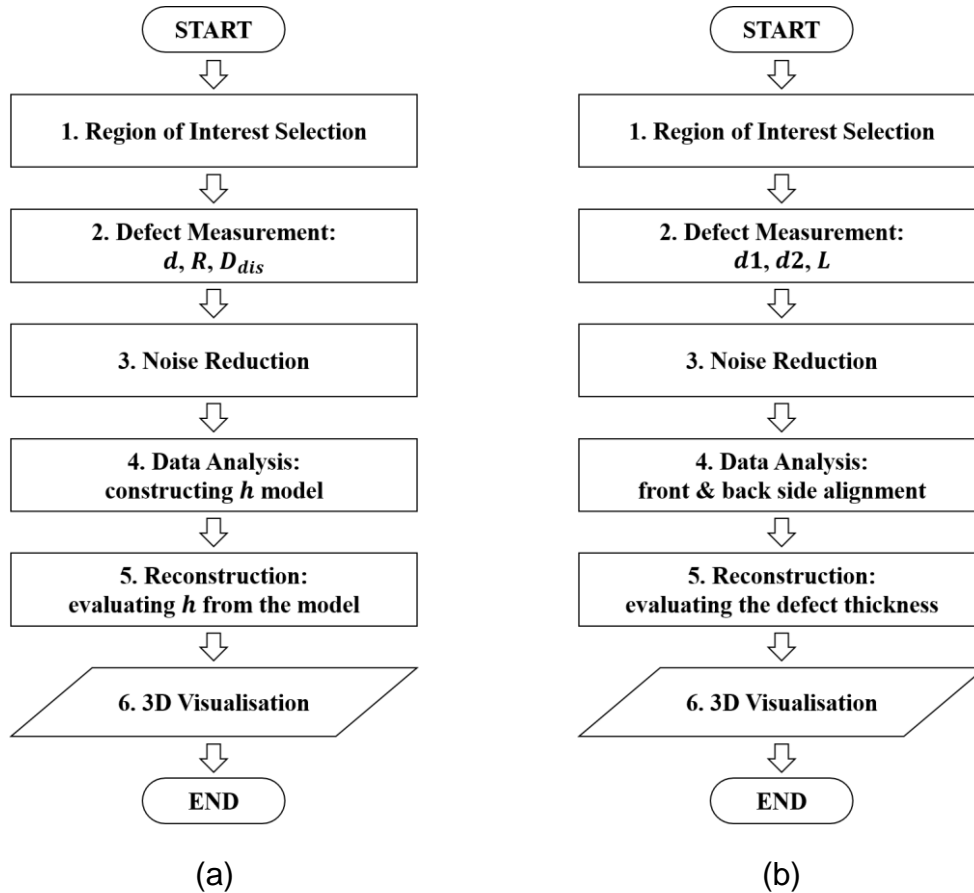 START
1. Region of Interest Selection
2. Defect Measurement:
d, R, D_dis
3. Noise Reduction
4. Data Analysis:
constructing h model
5. Reconstruction:
evaluating h from the model
6. 3D Visualisation
END
(a)
START
1. Region of Interest Selection
2. Defect Measurement:
d1, d2, L
3. Noise Reduction
4. Data Analysis:
front & back side alignment
5. Reconstruction:
evaluating the defect thickness
6. 3D Visualisation
END
(b)